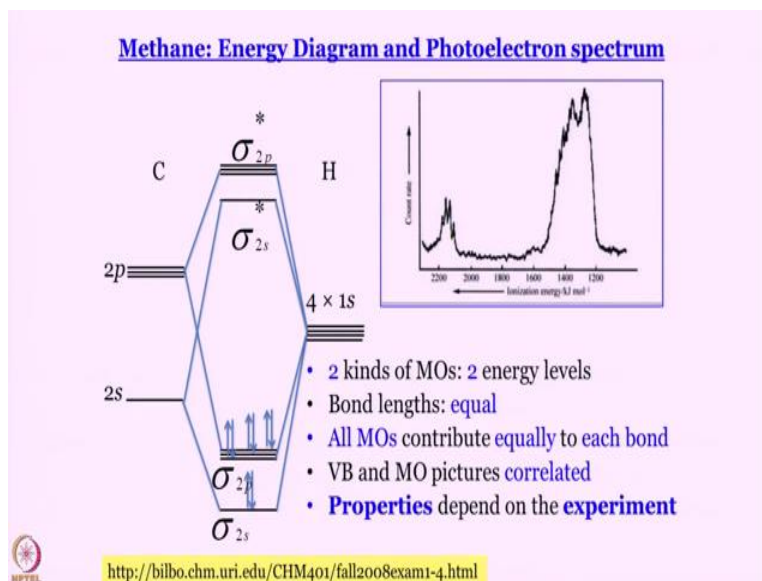 Methane: Energy Diagram and Photoelectron spectrum
*
σ2p
C
H
*
σ2s
2p
4 × 1s
2s
σ2p
σ2s
Count rate
2200 2000 1800 1600 1400 1200
Ionization energy/kJ mol-1
• 2 kinds of MOs: 2 energy levels
• Bond lengths: equal
• All MOs contribute equally to each bond
• VB and MO pictures correlated
• Properties depend on the experiment
NPTEL
http://bilbo.chm.uri.edu/CHM401/fall2008exam1-4.html